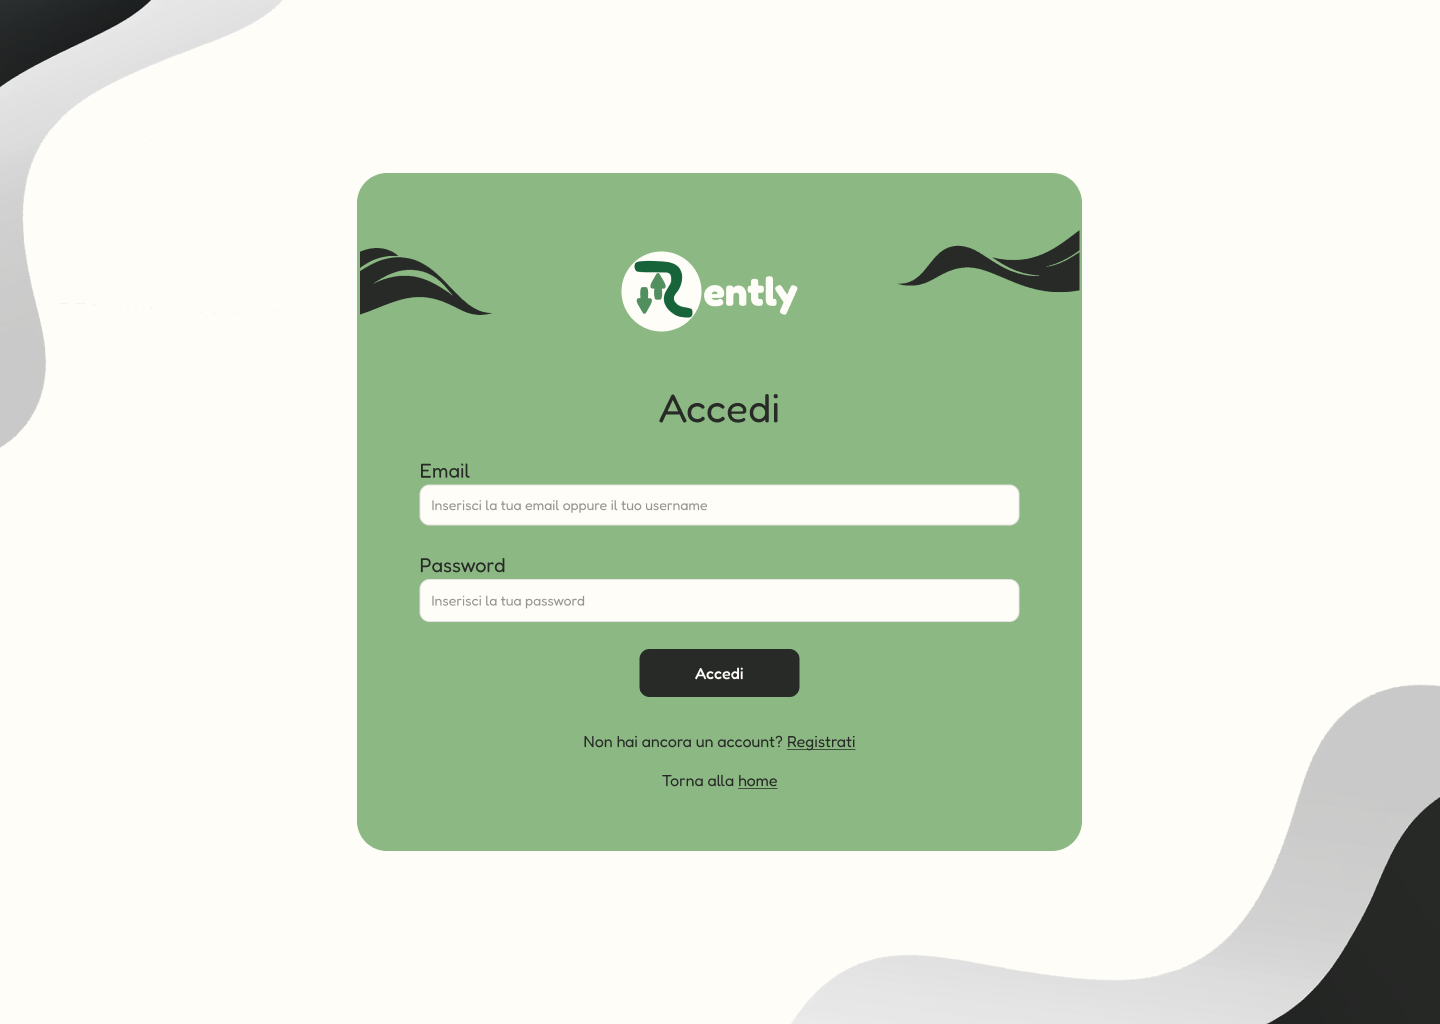 Rently
Accedi
Email
Inserisci la tua email oppure il tuo username
Password
Inserisci la tua password
Accedi
Non hai ancora un account? Registrati
Torna alla home